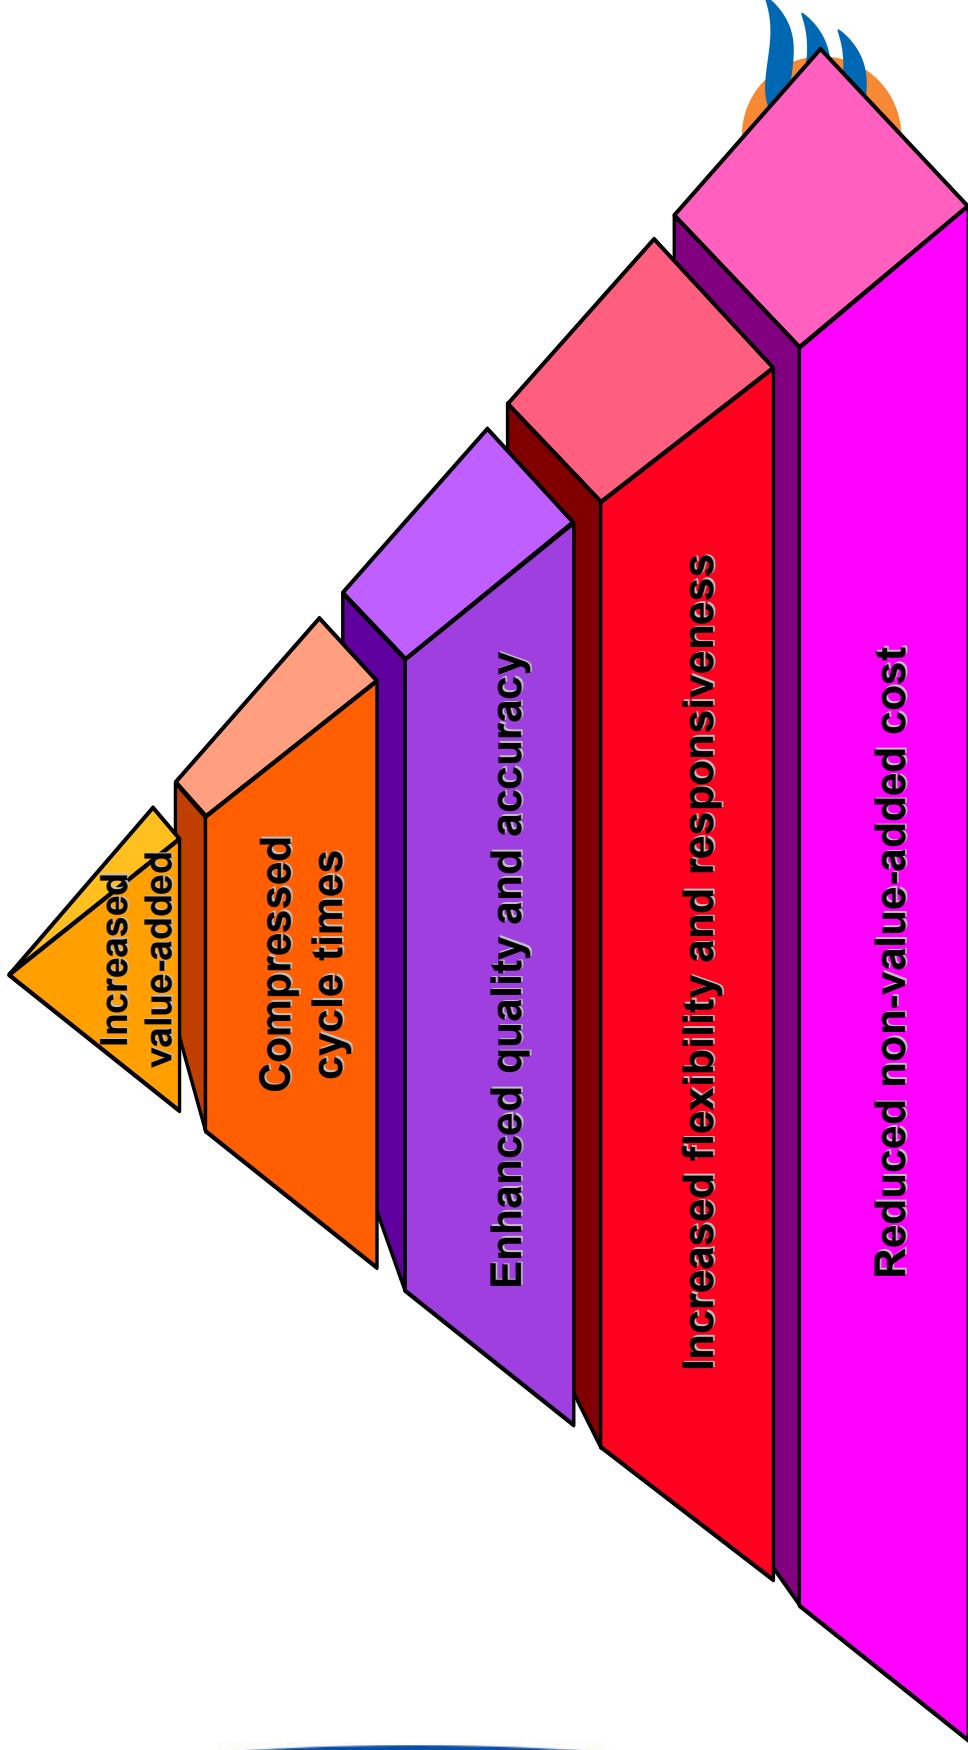 Increased
value-added
Compressed
cycle times
Enhanced quality and accuracy
Increased flexibility and responsiveness
Reduced non-value-added cost